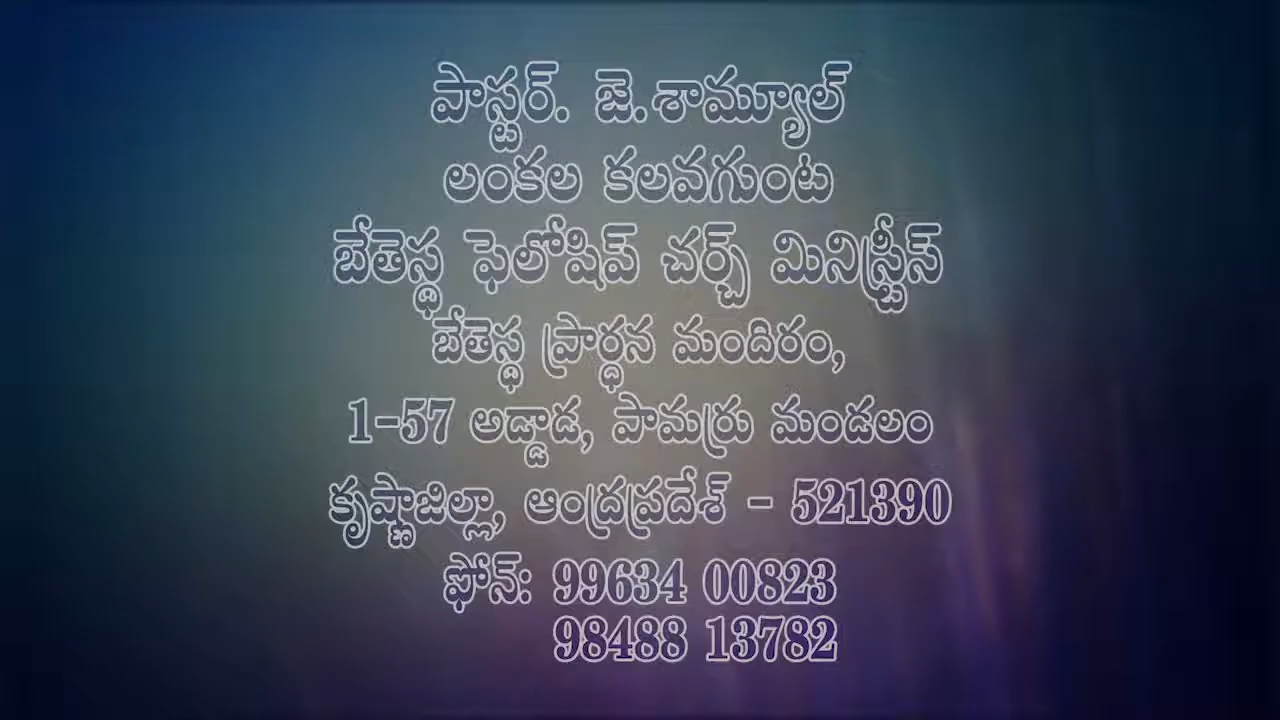 పాస్టర్. జె.శామ్యూల్
లంకల కలవగుంట
బేతెస్థ ఫెలోషిప్ చర్చ్ మినిస్ట్రీస్
బేతెస్థ ప్రార్థన మందిరం,
1-57 అడ్డాడ, పామర్రు మండలం
కృష్ణాజిల్లా, ఆంద్రప్రదేశ్ - 521390
ఫోన్: 99634 00823
98488 13782